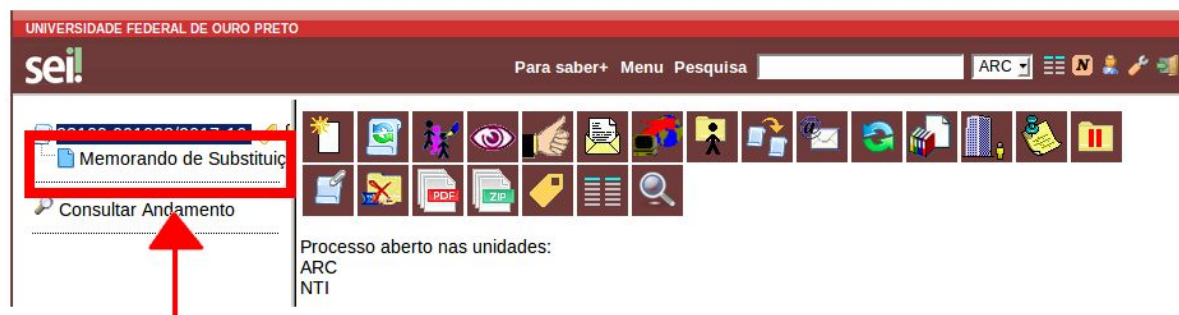 UNIVERSIDADE FEDERAL DE OURO PRETO
sei!
Para saber+ Menu Pesquisa
ARC
N
Memorando de Substituiç
Consultar Andamento
PDF
ZIP
Processo aberto nas unidades:
ARC
NTI